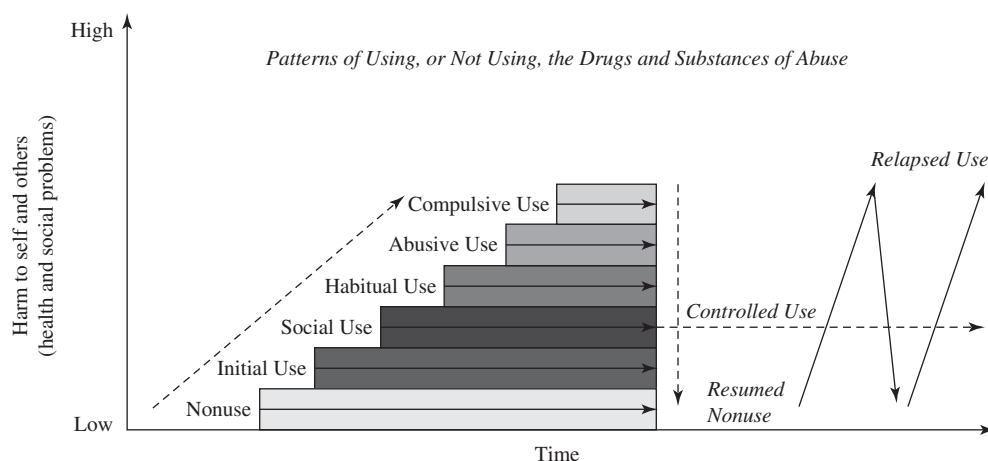 High
Patterns of Using, or Not Using, the Drugs and Substances of Abuse
Harm to self and others
(health and social problems)
Relapsed Use
Compulsive Use
Abusive Use
Habitual Use
Social Use
Controlled Use
Initial Use
Resumed
Nonuse
Nonuse
Low
Time